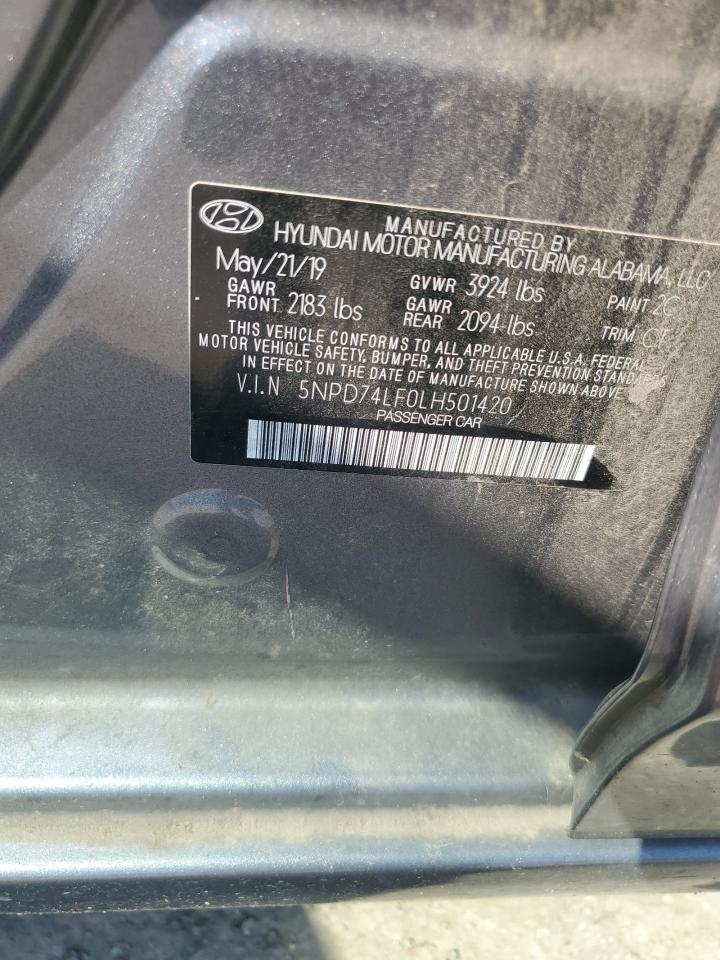 MANUFACTURED BY
HYUNDAI MOTOR MANUFACTURING ALABAMA, LLC
May/21/19 GVWR 3924 lbs PAINT 2C
GAWR FRONT 2183 lbs GAWR REAR 2094 lbs TRIM CT
THIS VEHICLE CONFORMS TO ALL APPLICABLE U.S.A. FEDERAL
MOTOR VEHICLE SAFETY, BUMPER, AND THEFT PREVENTION STANDARDS
IN EFFECT ON THE DATE OF MANUFACTURE SHOWN ABOVE
V.I.N 5NPD74LF0LH501420
PASSENGER CAR